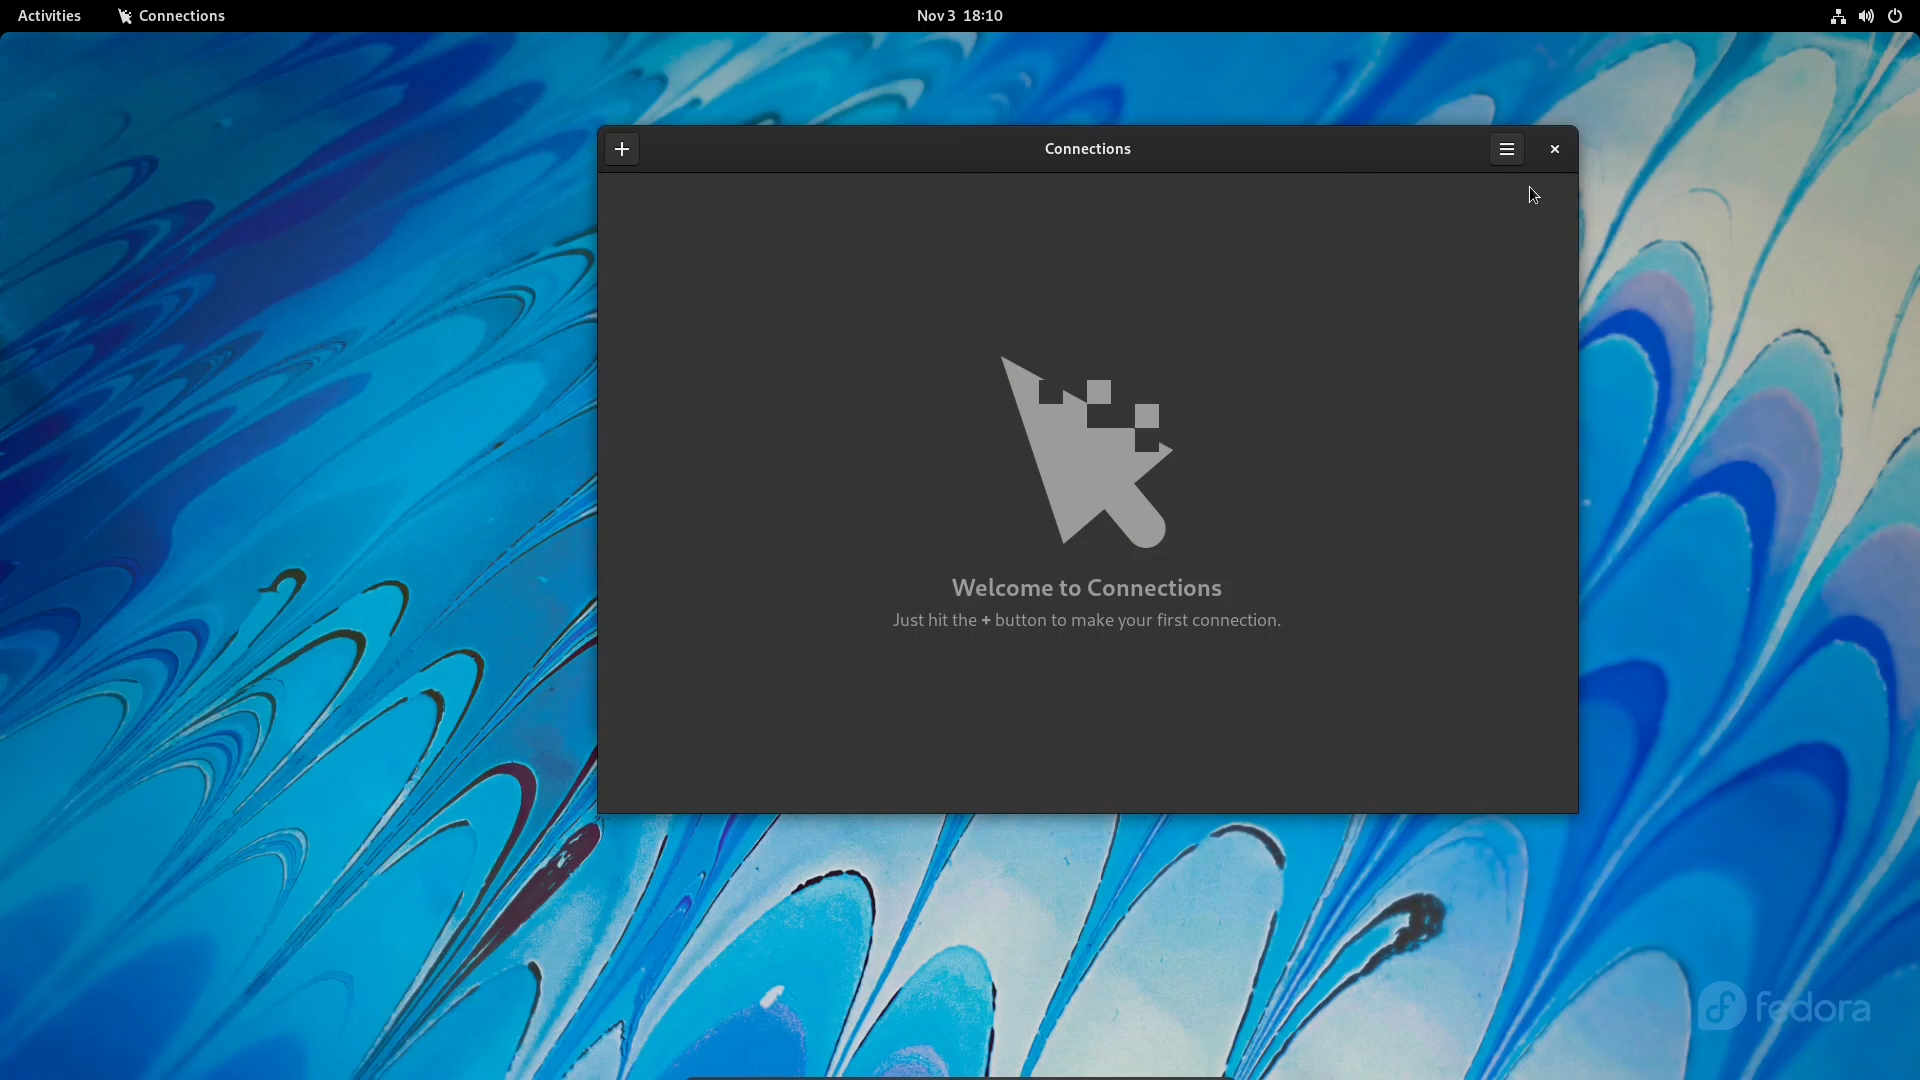 Activities
Connections
Nov 3 18:10
Connections
Welcome to Connections
Just hit the + button to make your first connection.
fedora